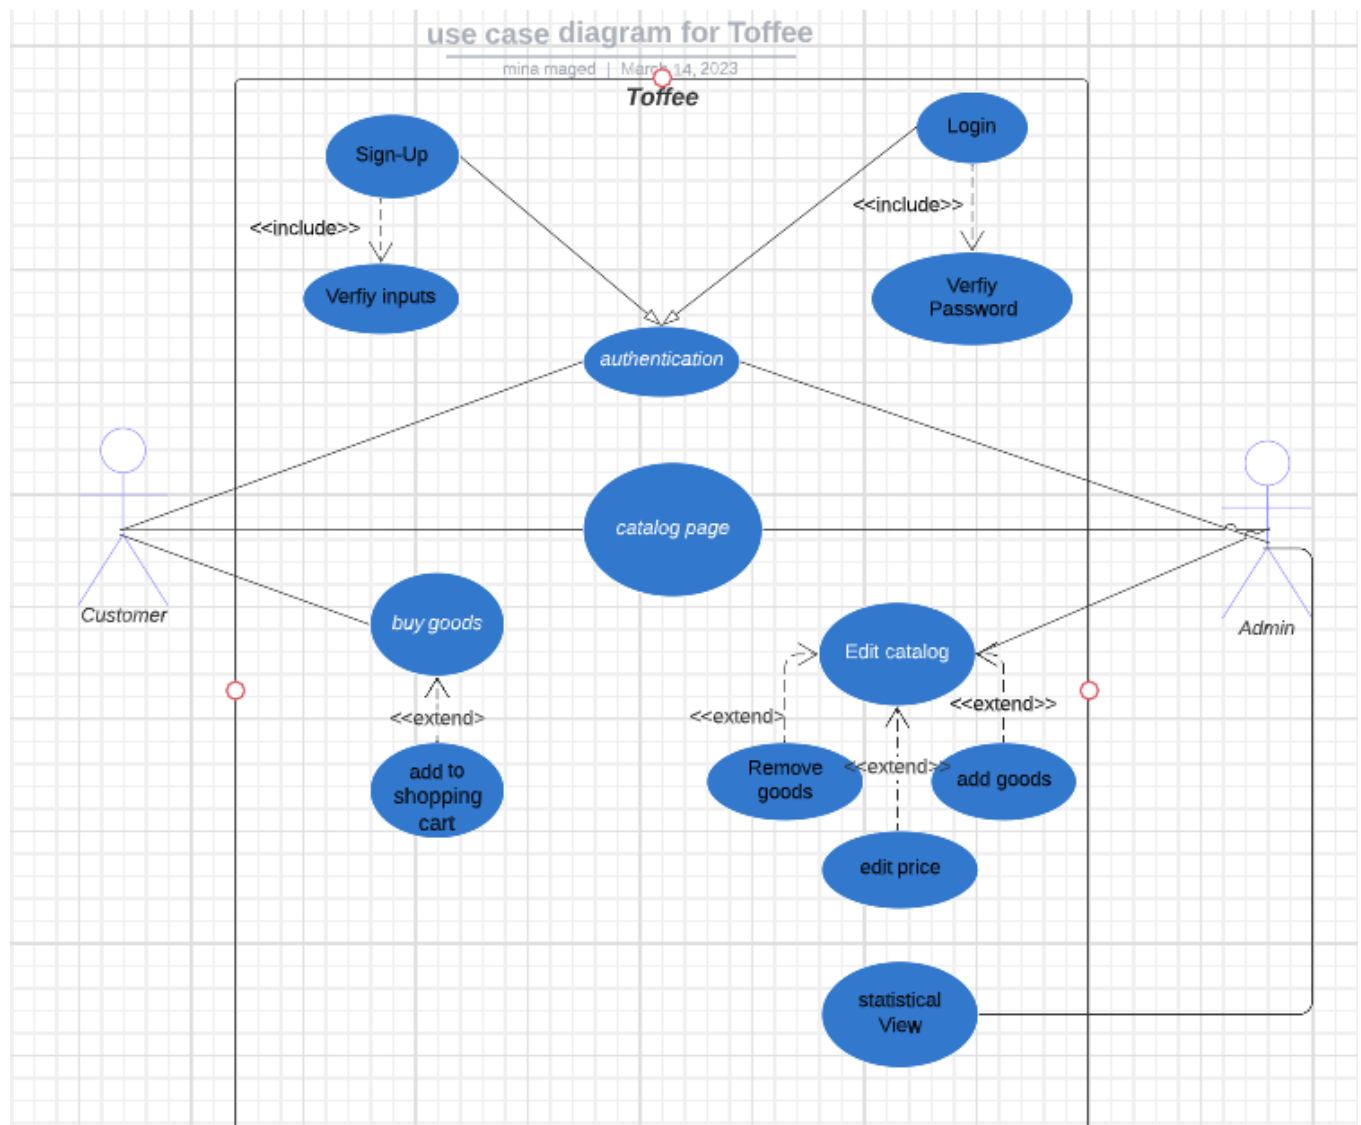 use case diagram for Toffee
mina maged | March 14, 2023
Toffee
Sign-Up
Login
<<include>>
<<include>>
Verfiy inputs
Verfiy
Password
authentication
catalog page
Customer
Admin
buy goods
Edit catalog
<<extend>
<<extend>
<<extend>>
add to
shopping
cart
Remove
goods
<<extend>>
add goods
edit price
statistical
View